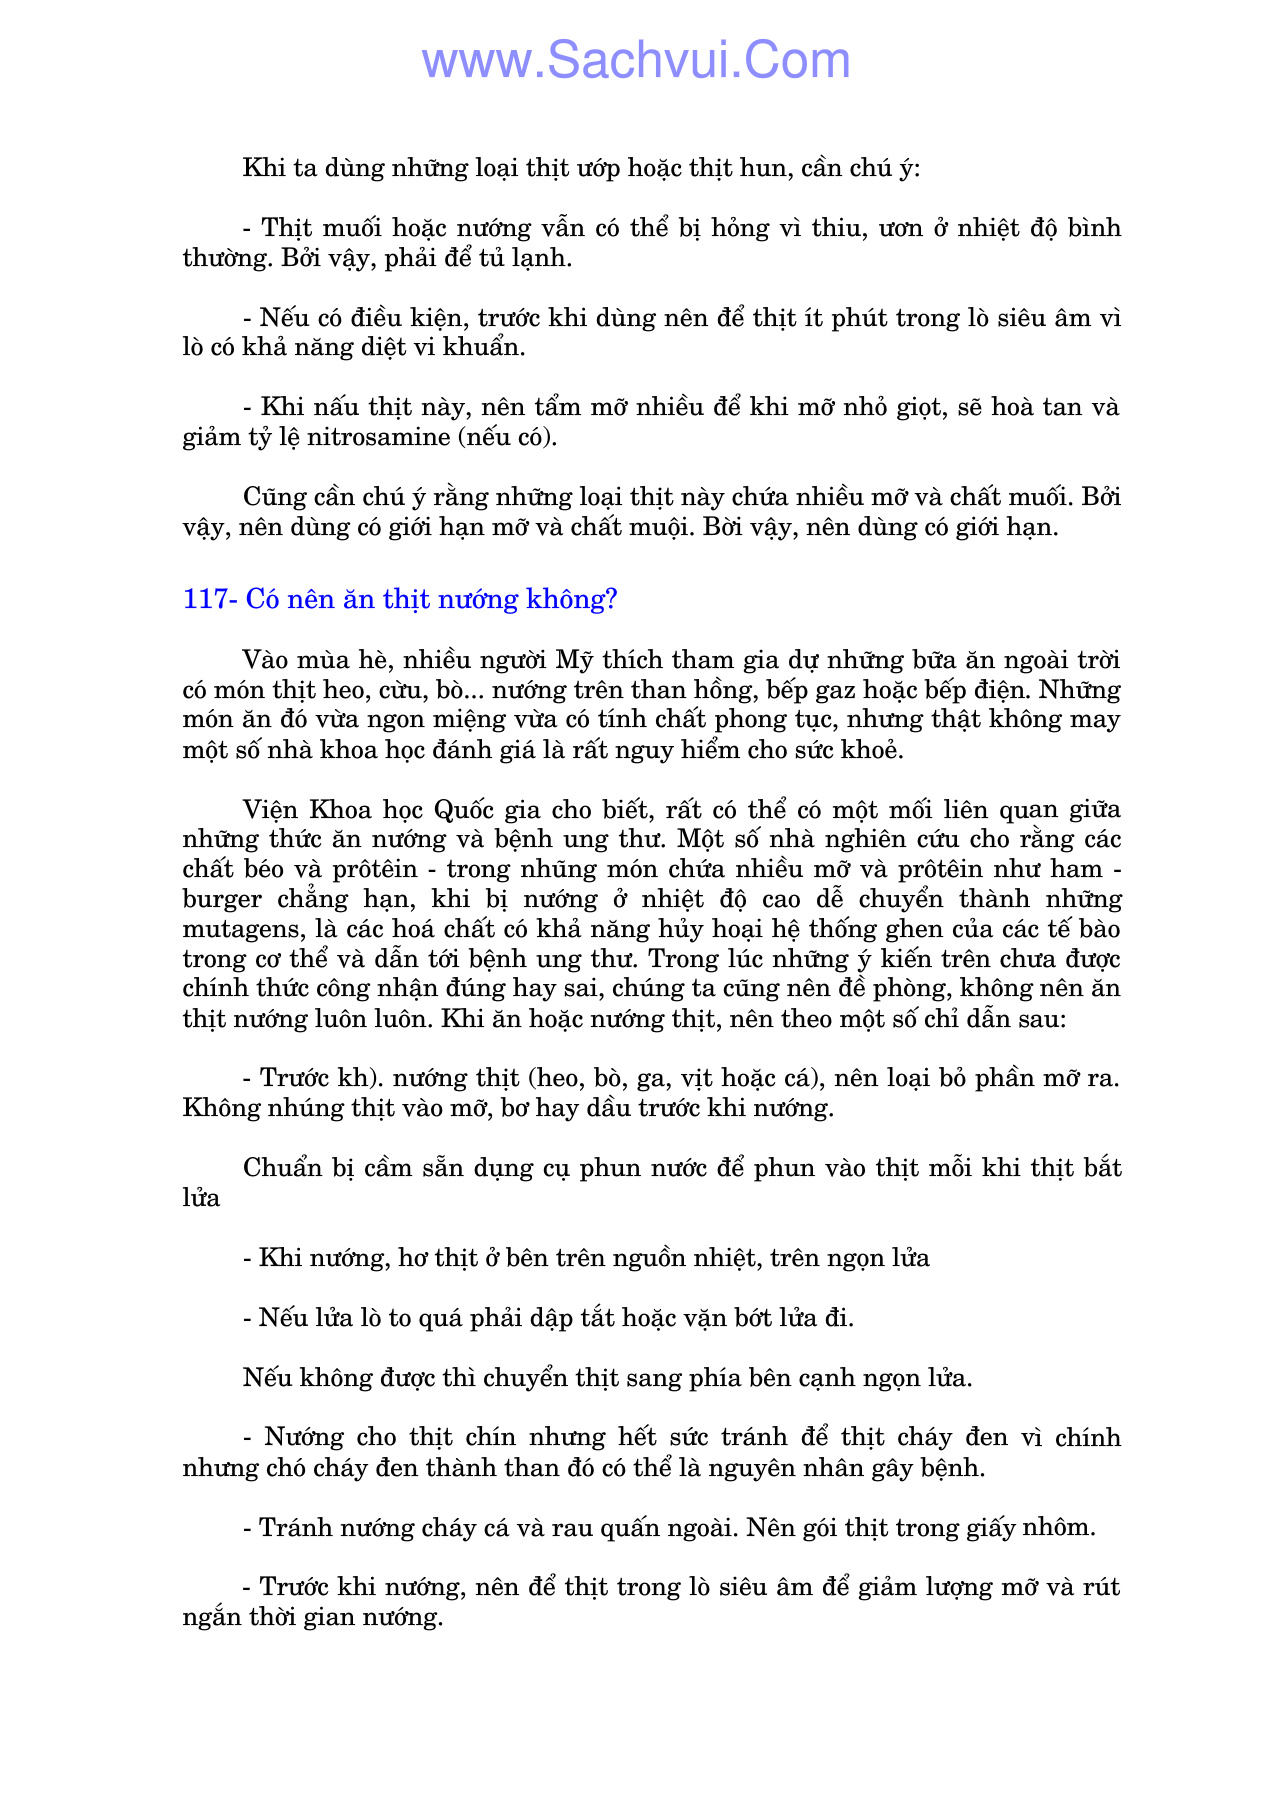 www.Sachvui.Com
Khi ta dùng những loại thịt ướp hoặc thịt hun, cần chú ý:
- Thịt muối hoặc nướng vẫn có thể bị hỏng vì thiu, ươn ở nhiệt độ bình
thường. Bởi vậy, phải để tủ lạnh.
- Nếu có điều kiện, trước khi dùng nên để thịt ít phút trong lò siêu âm vì
lò có khả năng diệt vi khuẩn.
- Khi nấu thịt này, nên tẩm mỡ nhiều để khi mỡ nhỏ giọt, sẽ hoà tan và
giảm tỷ lệ nitrosamine (nếu có).
Cũng cần chú ý rằng những loại thịt này chứa nhiều mỡ và chất muối. Bởi
vậy, nên dùng có giới hạn mỡ và chất muội. Bời vậy, nên dùng có giới hạn.
117- Có nên ăn thịt nướng không?
Vào mùa hè, nhiều người Mỹ thích tham gia dự những bữa ăn ngoài trời
có món thịt heo, cừu, bò... nướng trên than hồng, bếp gaz hoặc bếp điện. Những
món ăn đó vừa ngon miệng vừa có tính chất phong tục, nhưng thật không may
một số nhà khoa học đánh giá là rất nguy hiểm cho sức khoẻ.
Viện Khoa học Quốc gia cho biết, rất có thể có một mối liên quan giữa
những thức ăn nướng và bệnh ung thư. Một số nhà nghiên cứu cho rằng các
chất béo và prôtêin - trong nhũng món chứa nhiều mỡ và prôtêin như ham -
burger chẳng hạn, khi bị nướng ở nhiệt độ cao dễ chuyển thành những
mutagens, là các hoá chất có khả năng hủy hoại hệ thống ghen của các tế bào
trong cơ thể và dẫn tới bệnh ung thư. Trong lúc những ý kiến trên chưa được
chính thức công nhận đúng hay sai, chúng ta cũng nên đề phòng, không nên ăn
thịt nướng luôn luôn. Khi ăn hoặc nướng thịt, nên theo một số chỉ dẫn sau:
- Trước kh). nướng thịt (heo, bò, ga, vịt hoặc cá), nên loại bỏ phần mỡ ra.
Không nhúng thịt vào mỡ, bơ hay dầu trước khi nướng.
Chuẩn bị cầm sẵn dụng cụ phun nước để phun vào thịt mỗi khi thịt bắt
lửa
- Khi nướng, hơ thịt ở bên trên nguồn nhiệt, trên ngọn lửa
- Nếu lửa lò to quá phải dập tắt hoặc vặn bớt lửa đi.
Nếu không được thì chuyển thịt sang phía bên cạnh ngọn lửa.
- Nướng cho thịt chín nhưng hết sức tránh để thịt cháy đen vì chính
nhưng chó cháy đen thành than đó có thể là nguyên nhân gây bệnh.
- Tránh nướng cháy cá và rau quấn ngoài. Nên gói thịt trong giấy nhôm.
- Trước khi nướng, nên để thịt trong lò siêu âm để giảm lượng mỡ và rút
ngắn thời gian nướng.